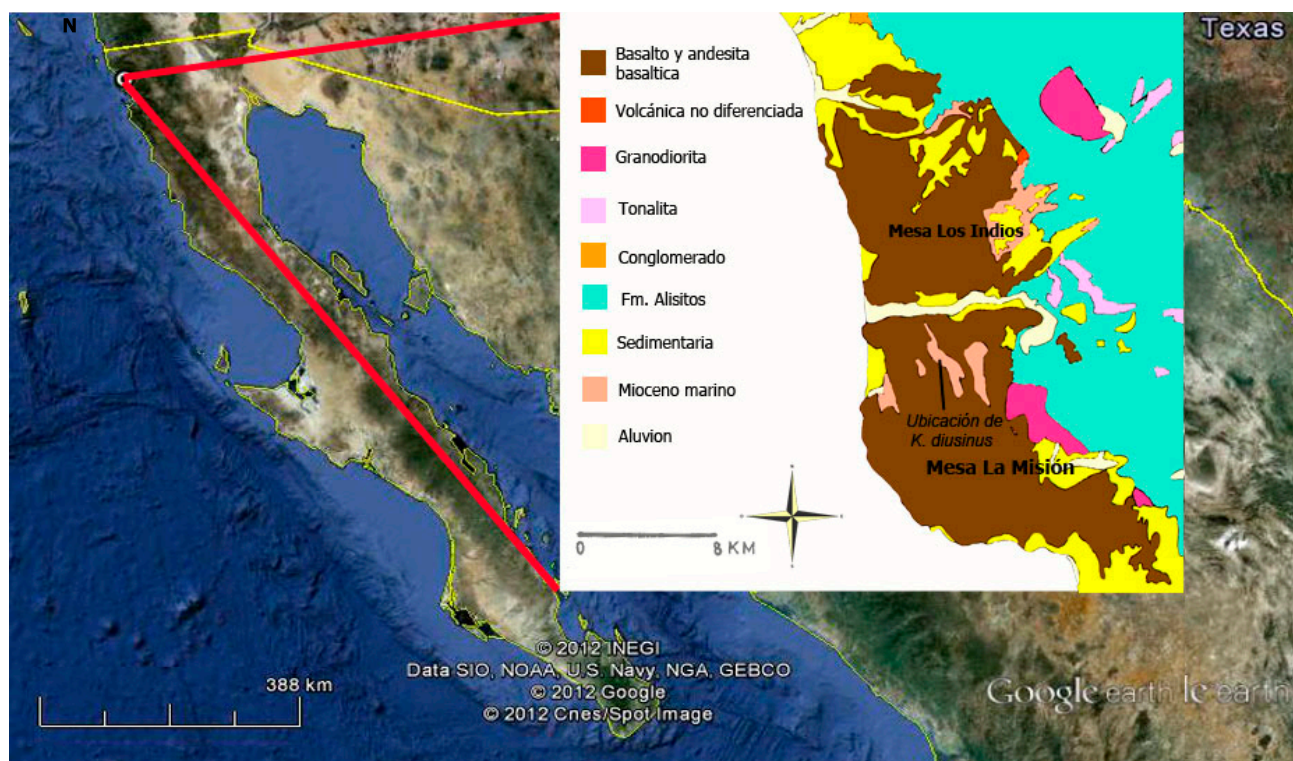 N
Texas
Basalto y andesita
basaltica
Volcánica no diferenciada
Granodiorita
Tonalita
Conglomerado
Fm. Alisitos
Sedimentaria
Mioceno marino
Aluvion
0 8 KM
Mesa Los Indios
Ubicación de
K. diusinus
Mesa La Misión
388 km
© 2012 INEGI
Data SIO, NOAA, U.S. Navy, NGA, GEBCO
© 2012 Google
© 2012 Cnes/Spot Image
Google earth le earth